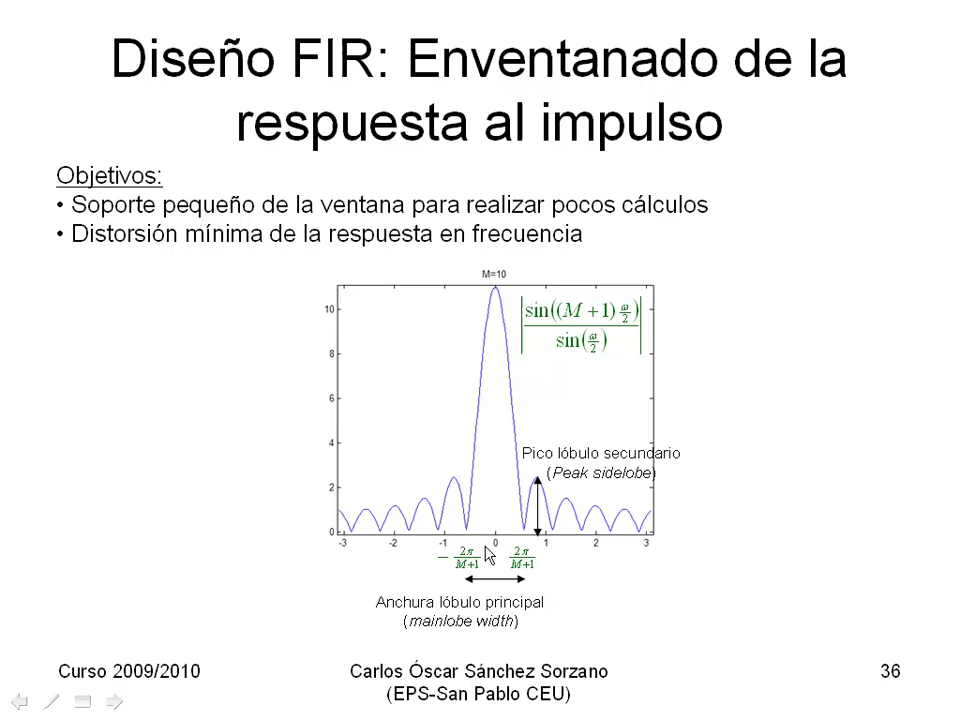 Diseño FIR: Enventanado de la
respuesta al impulso
Objetivos:
• Soporte pequeño de la ventana para realizar pocos cálculos
• Distorsión mínima de la respuesta en frecuencia
M=10
10
8
6
4
2
0
-3 -2 -1 0 1 2 3
|sin((M+1)ω/2)/sin(ω/2)|
Pico lóbulo secundario
(Peak sidelobe)
−2π/M+1 2π/M+1
Anchura lóbulo principal
(mainlobe width)
Curso 2009/2010
Carlos Óscar Sánchez Sorzano
(EPS-San Pablo CEU)
36